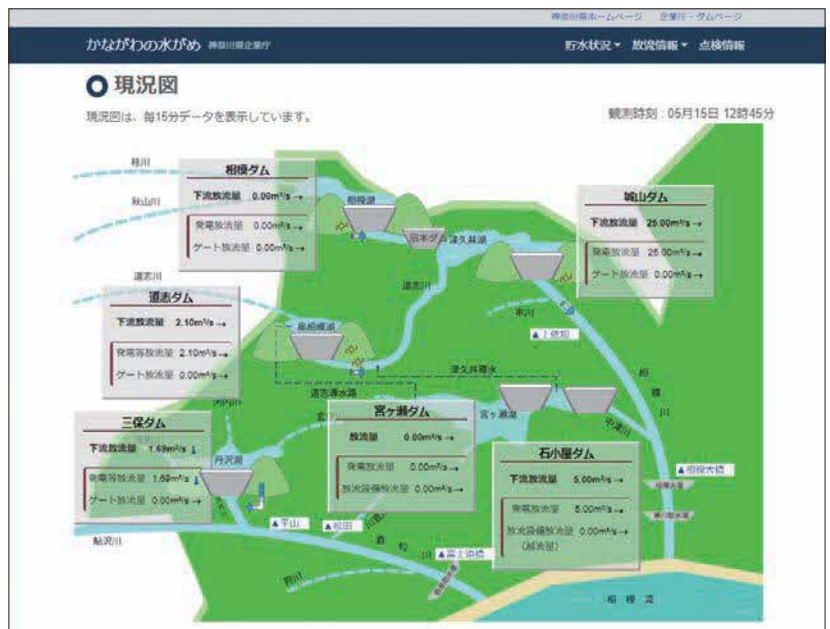 神奈川県ホームページ 企業庁・ダムページ
かながわの水がめ 神奈川県企業庁
貯水状況 放流情報 点検情報
現況図
現況図は、毎15分データを表示しています。
観測時刻 : 05月15日 12時45分
桂川
秋山川
相模ダム
下流放流量 0.00m³/s→
発電放流量 0.00m³/s→
ゲート放流量 0.00m³/s→
相模湖
沼本ダム
津久井湖
城山ダム
下流放流量 25.00m³/s→
発電放流量 25.00m³/s→
ゲート放流量 0.00m³/s→
道志川
道志ダム
下流放流量 2.10m³/s→
発電等放流量 2.10m³/s→
ゲート放流量 0.00m³/s→
道志川
奥相模湖
串川
▲上依知
相模川
津久井導水
道志導水路
河内川
三保ダム
下流放流量 1.69m³/s↓
発電等放流量 1.69m³/s↓
ゲート放流量 0.00m³/s→
丹沢湖
宮ヶ瀬ダム
放流量 0.00m³/s→
発電放流量 0.00m³/s→
放流設備放流量 0.00m³/s→
宮ヶ瀬湖
中津川
石小屋ダム
下流放流量 5.00m³/s→
発電放流量 5.00m³/s→
放流設備放流量 0.00m³/s→
(越流量)
▲相模大橋
鮎沢川
▲平山
▲松田
酒匂川
▲富士道橋
狩川
相模湾